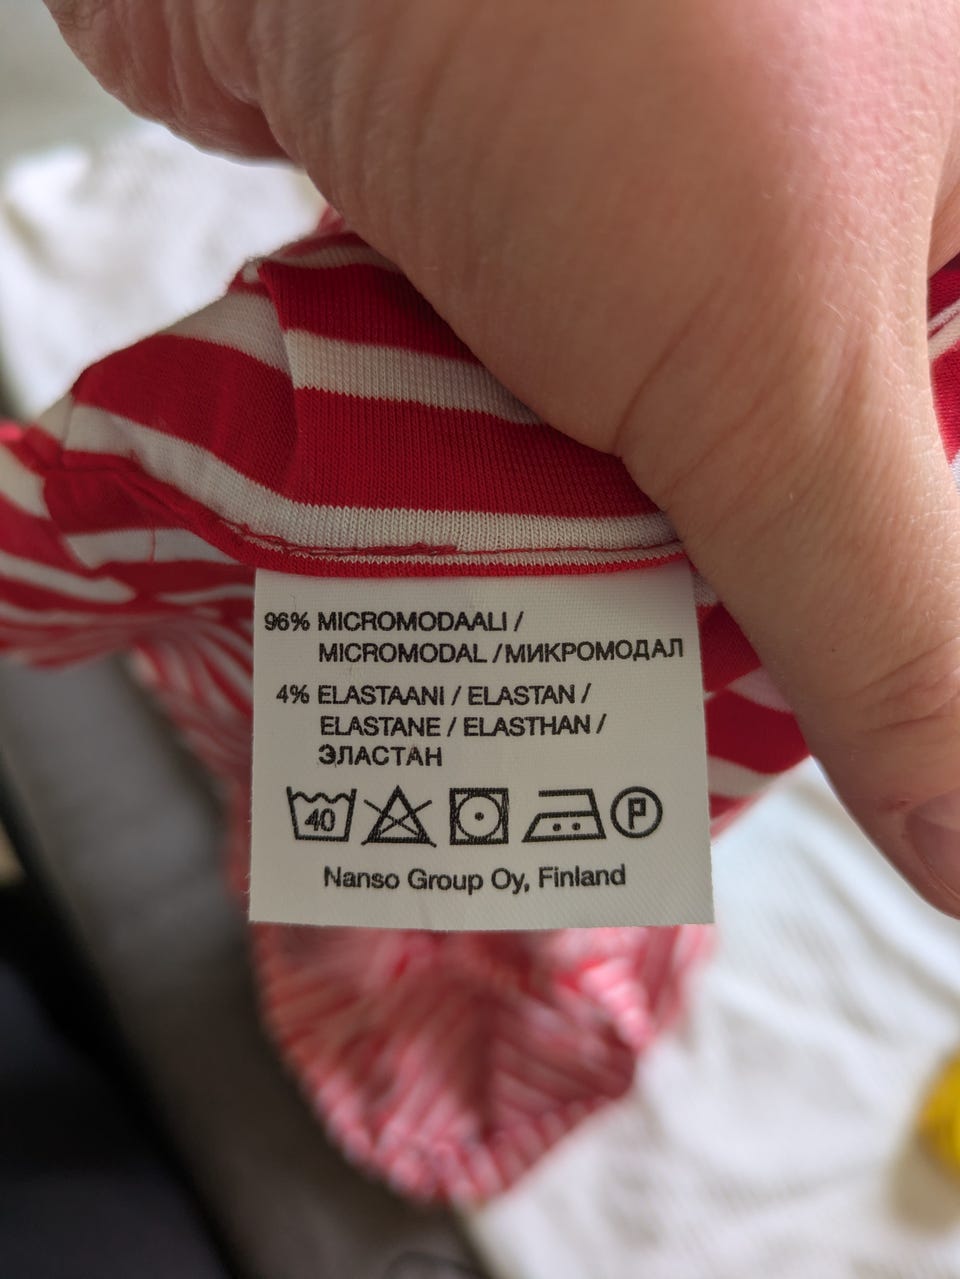 96% MICROMODAALI /
MICROMODAL / МИКРОМОДАЛ
4% ELASTAANI / ELASTAN /
ELASTANE / ELASTHAN /
ЭЛАСТАН
40 P
Nanso Group Oy, Finland